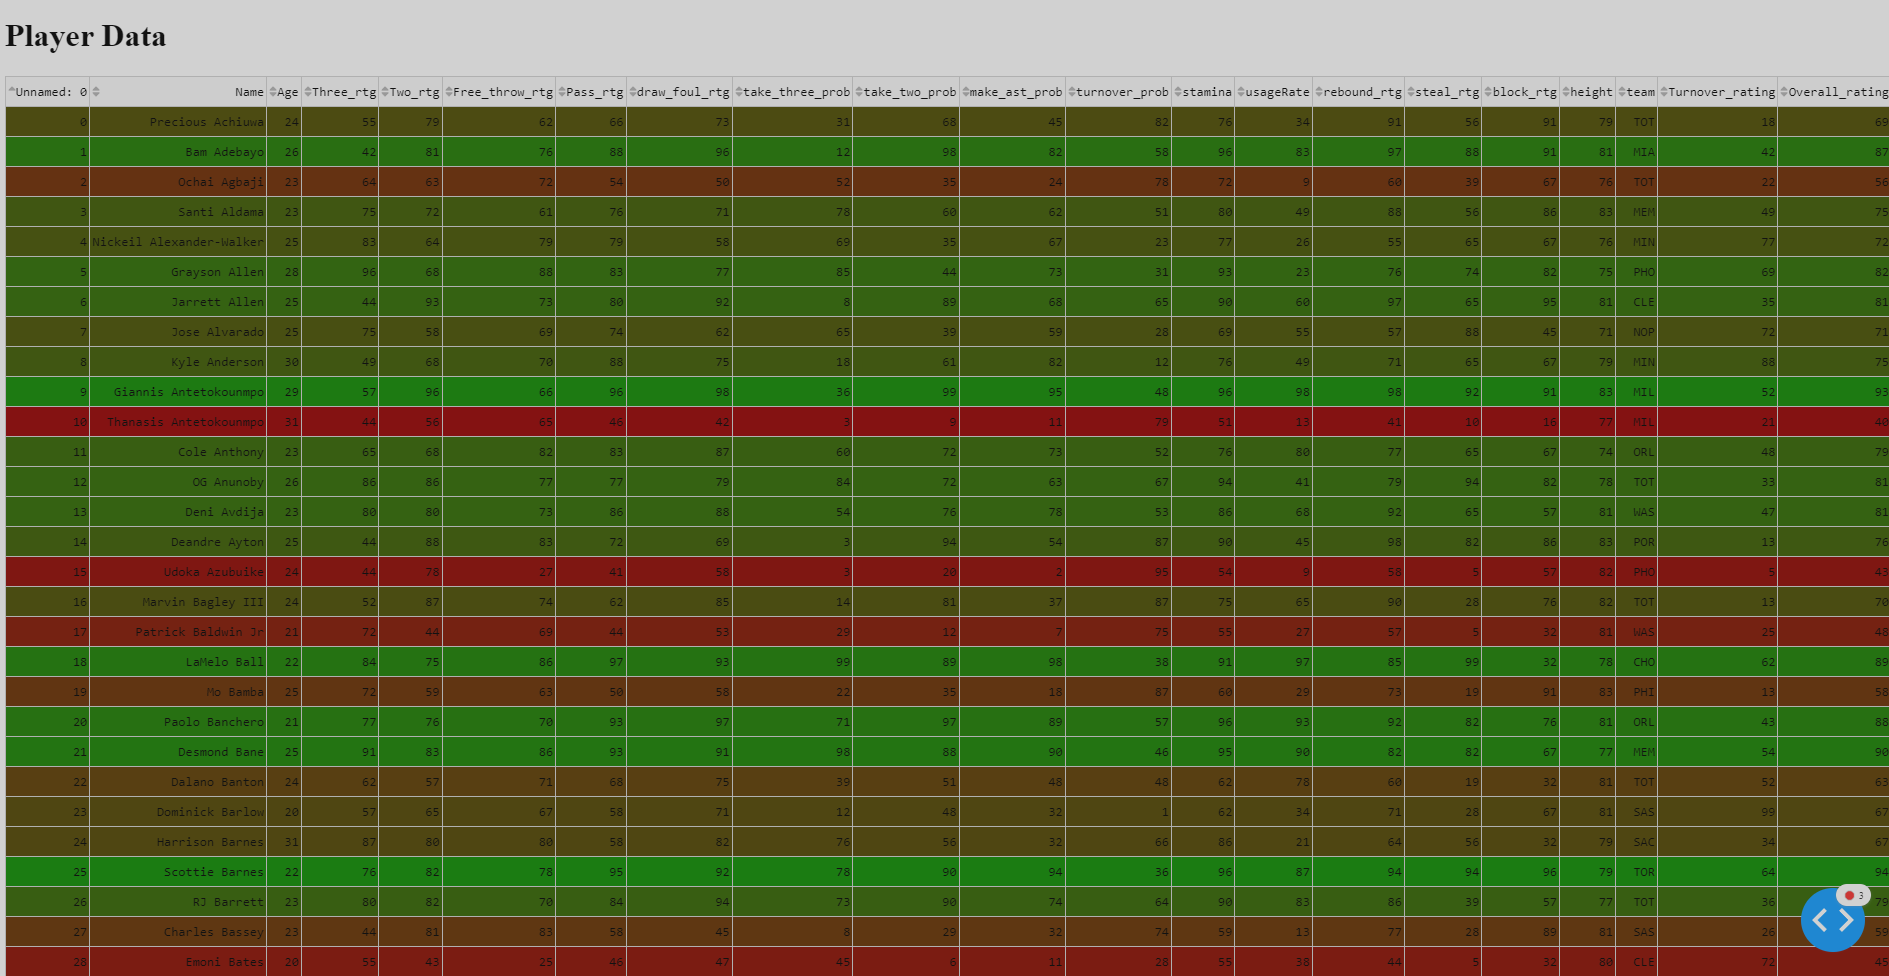 Player Data
Unnamed: 0 Name Age Three_rtg Two_rtg Free_throw_rtg Pass_rtg draw_foul_rtg take_three_prob take_two_prob make_ast_prob turnover_prob stamina usageRate rebound_rtg steal_rtg block_rtg height team Turnover_rating Overall_rating
0 Precious Achiuwa 24 55 79 62 66 73 31 68 45 82 76 34 91 56 91 79 TOT 18 69
1 Bam Adebayo 26 42 81 76 88 96 12 98 82 58 96 83 97 88 91 81 MIA 42 87
2 Ochai Agbaji 23 64 63 72 54 50 52 35 24 78 72 9 60 39 67 76 TOT 22 56
3 Santi Aldama 23 75 72 61 76 71 78 60 62 51 80 49 88 56 86 83 MEM 49 75
4 Nickeil Alexander-Walker 25 83 64 79 79 58 69 35 67 23 77 26 55 65 67 76 MIN 77 72
5 Grayson Allen 28 96 68 88 83 77 85 44 73 31 93 23 76 74 82 75 PHO 69 82
6 Jarrett Allen 25 44 93 73 80 92 8 89 68 65 90 60 97 65 95 81 CLE 35 81
7 Jose Alvarado 25 75 58 69 74 62 65 39 59 28 69 55 57 88 45 71 NOP 72 71
8 Kyle Anderson 30 49 68 70 88 75 18 61 82 12 76 49 71 65 67 79 MIN 88 75
9 Giannis Antetokounmpo 29 57 96 66 96 98 36 99 95 48 96 98 98 92 91 83 MIL 52 93
10 Thanasis Antetokounmpo 31 44 56 65 46 42 3 9 11 79 51 13 41 10 16 77 MIL 21 40
11 Cole Anthony 23 65 68 82 83 87 60 72 73 52 76 80 77 65 67 74 ORL 48 79
12 OG Anunoby 26 86 86 77 77 79 84 72 63 67 94 41 79 94 82 78 TOT 33 81
13 Deni Avdija 23 80 80 73 86 88 54 76 78 53 86 68 92 65 57 81 WAS 47 81
14 Deandre Ayton 25 44 88 83 72 69 3 94 54 87 90 45 98 82 86 83 POR 13 76
15 Udoka Azubuike 24 44 78 27 41 58 3 20 2 95 54 9 58 5 57 82 PHO 5 43
16 Marvin Bagley III 24 52 87 74 62 85 14 81 37 87 75 65 90 28 76 82 TOT 13 70
17 Patrick Baldwin Jr 21 72 44 69 44 53 29 12 7 75 55 27 57 5 32 81 WAS 25 48
18 LaMelo Ball 22 84 75 86 97 93 99 89 98 38 91 97 85 99 32 78 CHO 62 89
19 Mo Bamba 25 72 59 63 50 58 22 35 18 87 60 29 73 19 91 83 PHI 13 58
20 Paolo Banchero 21 77 76 70 93 97 71 97 89 57 96 93 92 82 76 81 ORL 43 88
21 Desmond Bane 25 91 83 86 93 91 98 88 90 46 95 90 82 82 67 77 MEM 54 90
22 Dalano Banton 24 62 57 71 68 75 39 51 48 48 62 78 60 19 32 81 TOT 52 63
23 Dominick Barlow 20 57 65 67 58 71 12 48 32 1 62 34 71 28 67 81 SAS 99 67
24 Harrison Barnes 31 87 80 80 58 82 76 56 32 66 86 21 64 56 32 79 SAC 34 67
25 Scottie Barnes 22 76 82 78 95 92 78 90 94 36 96 87 94 94 96 79 TOR 64 94
26 RJ Barrett 23 80 82 70 84 94 73 90 74 64 90 83 86 39 57 77 TOT 36 79
27 Charles Bassey 23 44 81 83 58 45 8 29 32 74 59 13 77 28 89 81 SAS 26 59
28 Emoni Bates 20 55 43 25 46 47 45 6 11 28 55 38 44 5 32 80 CLE 72 45
3